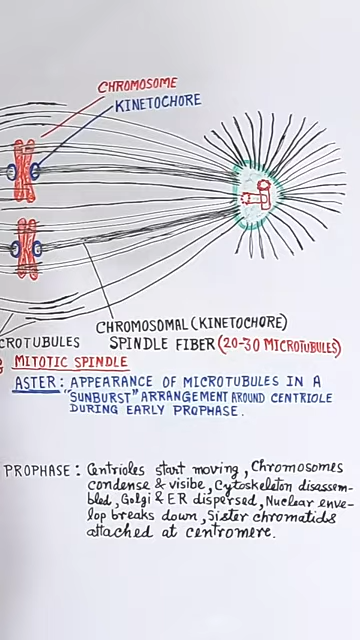 CHROMOSOME
KINETOCHORE
CHROMOSOMAL (KINETOCHORE)
CROTUBULES SPINDLE FIBER (20-30 MICROTUBULES)
MITOTIC SPINDLE
ASTER: APPEARANCE OF MICROTUBULES IN A
"SUNBURST" ARRANGEMENT AROUND CENTRIOLE
DURING EARLY PROPHASE.
PROPHASE: Centrioles start moving, Chromosomes
condense & visibe, Cytoskeleton disassem-
bled, Golgi & ER dispersed, Nuclear enve-
lop breaks down, Sister chromatids
attached at centromere.